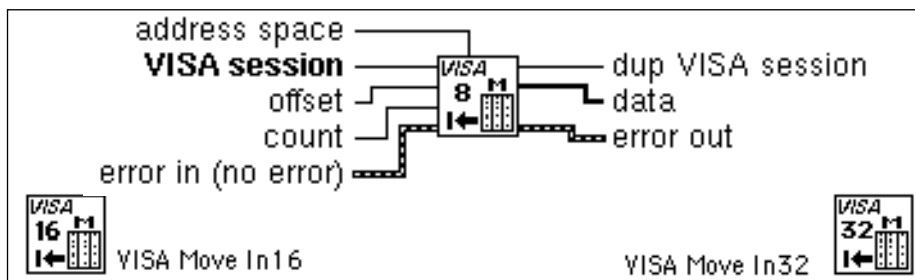 address space
VISA session
offset
count
error in (no error)
VISA
8 M
I
dup VISA session
data
error out
VISA
16 M
I
VISA Move In16
VISA Move In32
VISA
32 M
I